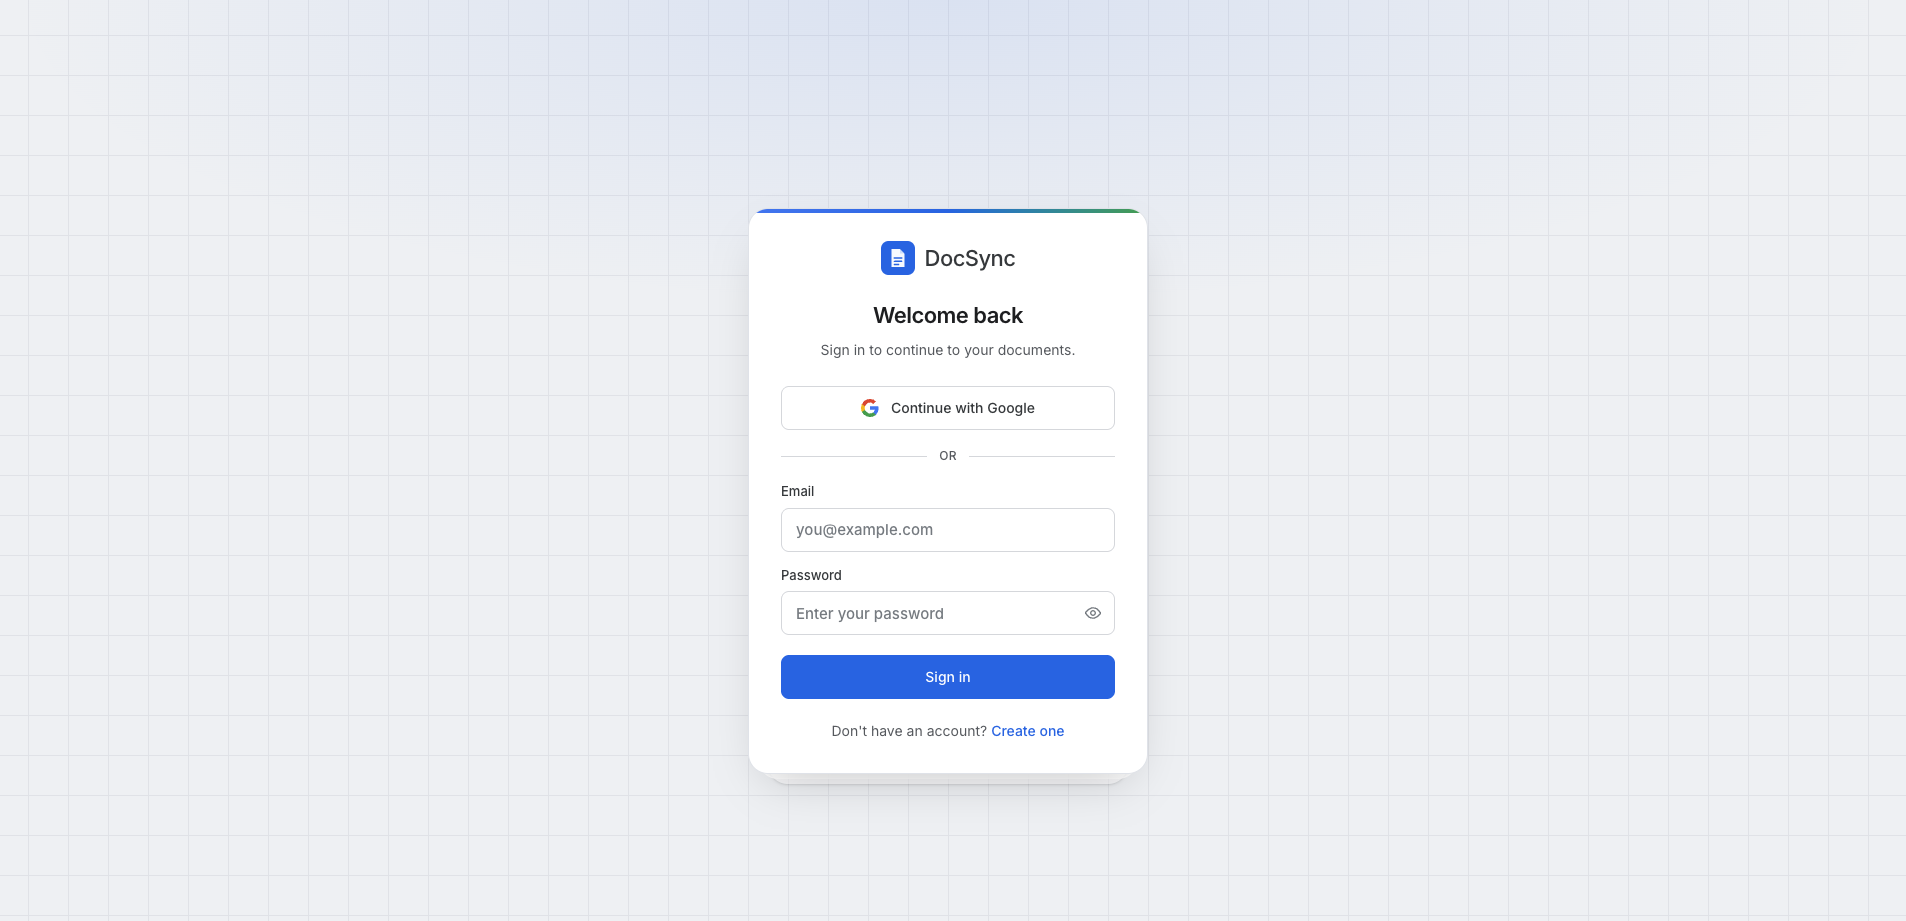 DocSync
Welcome back
Sign in to continue to your documents.
Continue with Google
OR
Email
you@example.com
Password
Enter your password
Sign in
Don't have an account? Create one